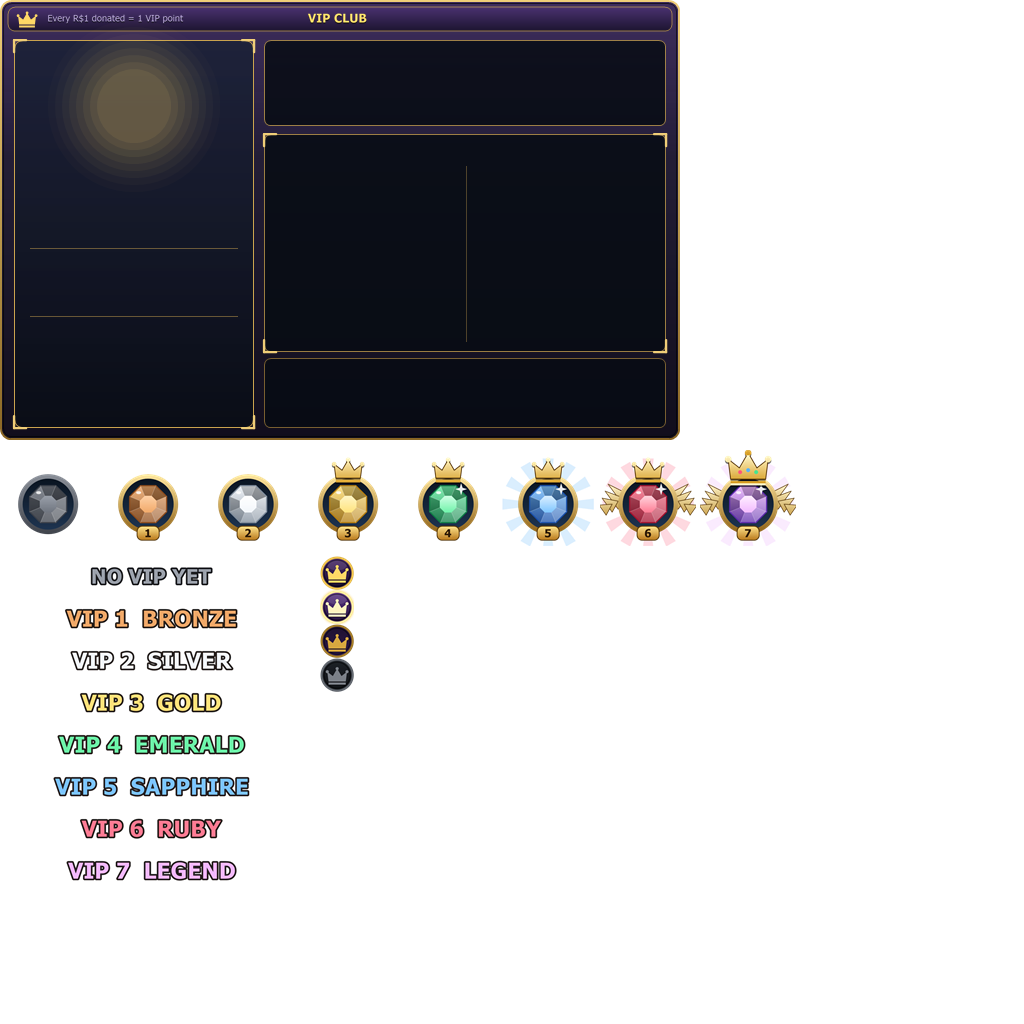 Every R$1 donated = 1 VIP point
VIP CLUB
1
2
3
4
5
6
7
NO VIP YET
VIP 1 BRONZE
VIP 2 SILVER
VIP 3 GOLD
VIP 4 EMERALD
VIP 5 SAPPHIRE
VIP 6 RUBY
VIP 7 LEGEND